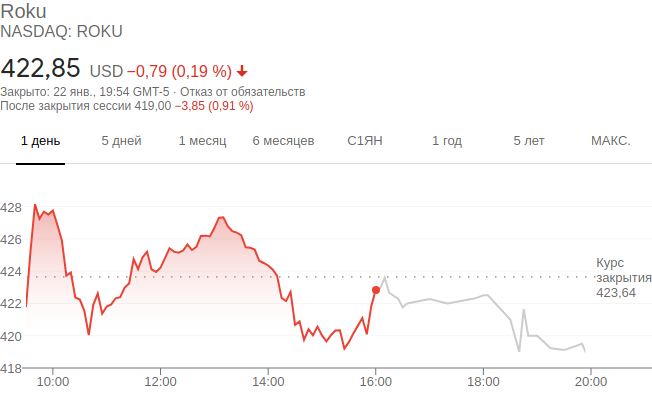 Roku
NASDAQ: ROKU
422,85 USD −0,79 (0,19 %)
Закрыто: 22 янв., 19:54 GMT-5 · Отказ от обязательств
После закрытия сессии 419,00 −3,85 (0,91 %)
1 день 5 дней 1 месяц 6 месяцев С1ЯН 1 год 5 лет МАКС.
428
426
424
422
420
418
Курс
закрытия
423,64
10:00 12:00 14:00 16:00 18:00 20:00